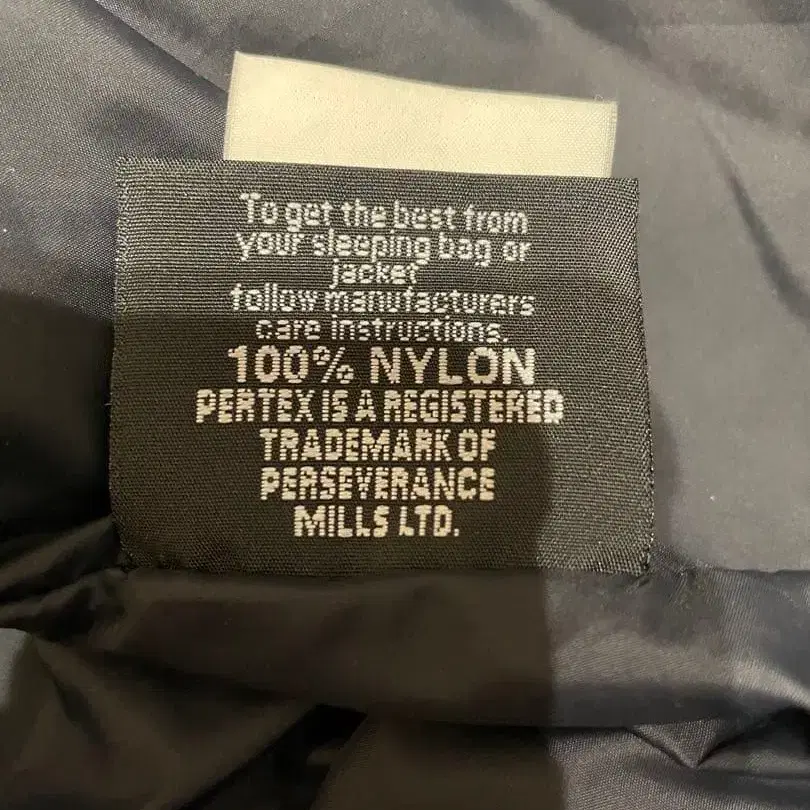 To get the best from
your sleeping bag or
jacket
follow manufacturers
care instructions.
100% NYLON
PERTEX IS A REGISTERED
TRADEMARK OF
PERSEVERANCE
MILLS LTD.